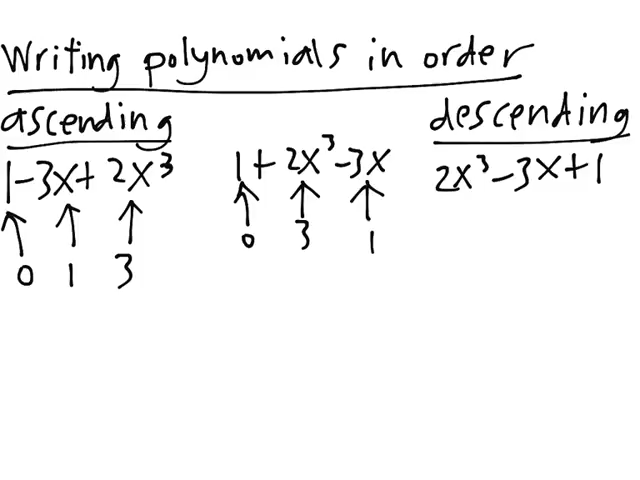 Writing polynomials in order
ascending
1-3x+ 2x³
↑ ↑ ↑
0 1 3
1+ 2x³-3x
↑ ↑ ↑
0 3 1
descending
2x³-3x+1